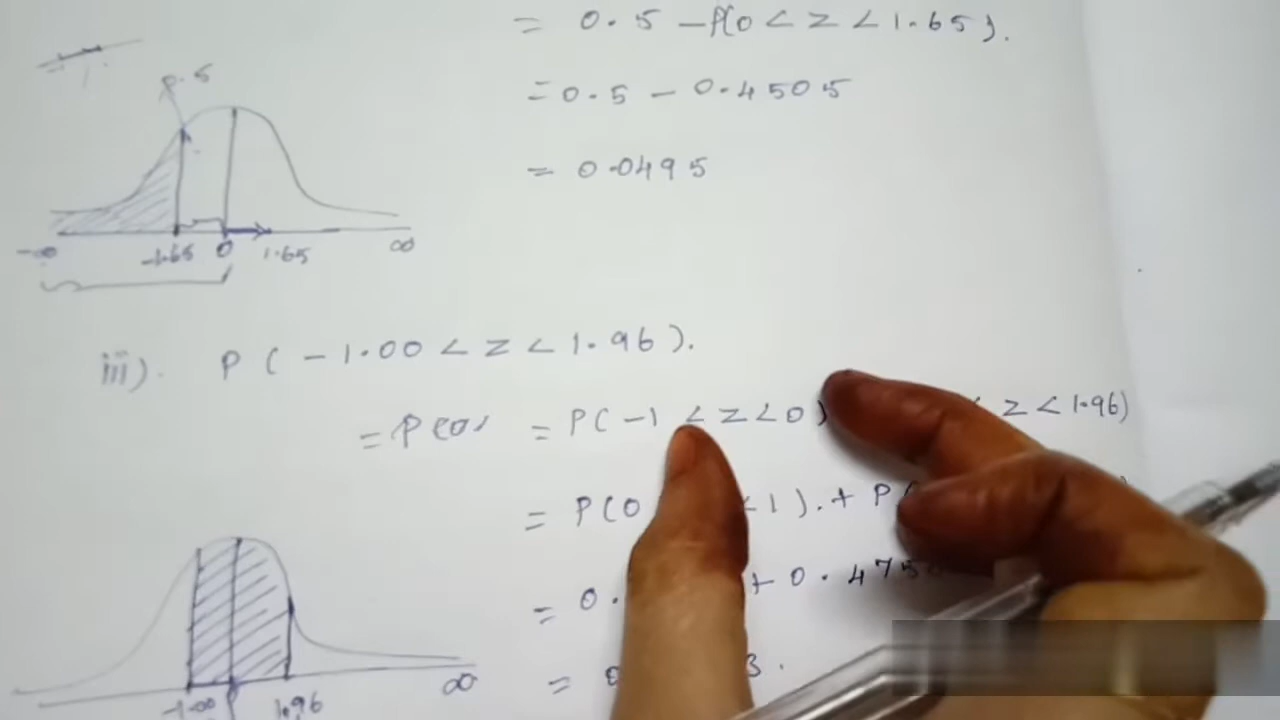 = 0.5 - P(0 < z < 1.65).
= 0.5 - 0.4505
= 0.0495
0.5
-∞ -1.65 0 1.65 ∞
iii). P ( - 1.00 < z < 1.96 ).
= P(0< = P( -1 < z < 0 ) < z < 1.96)
= P(0 < 1 ). + P(
= 0. + 0.475
= 0 3.
-1.00 1.96 ∞